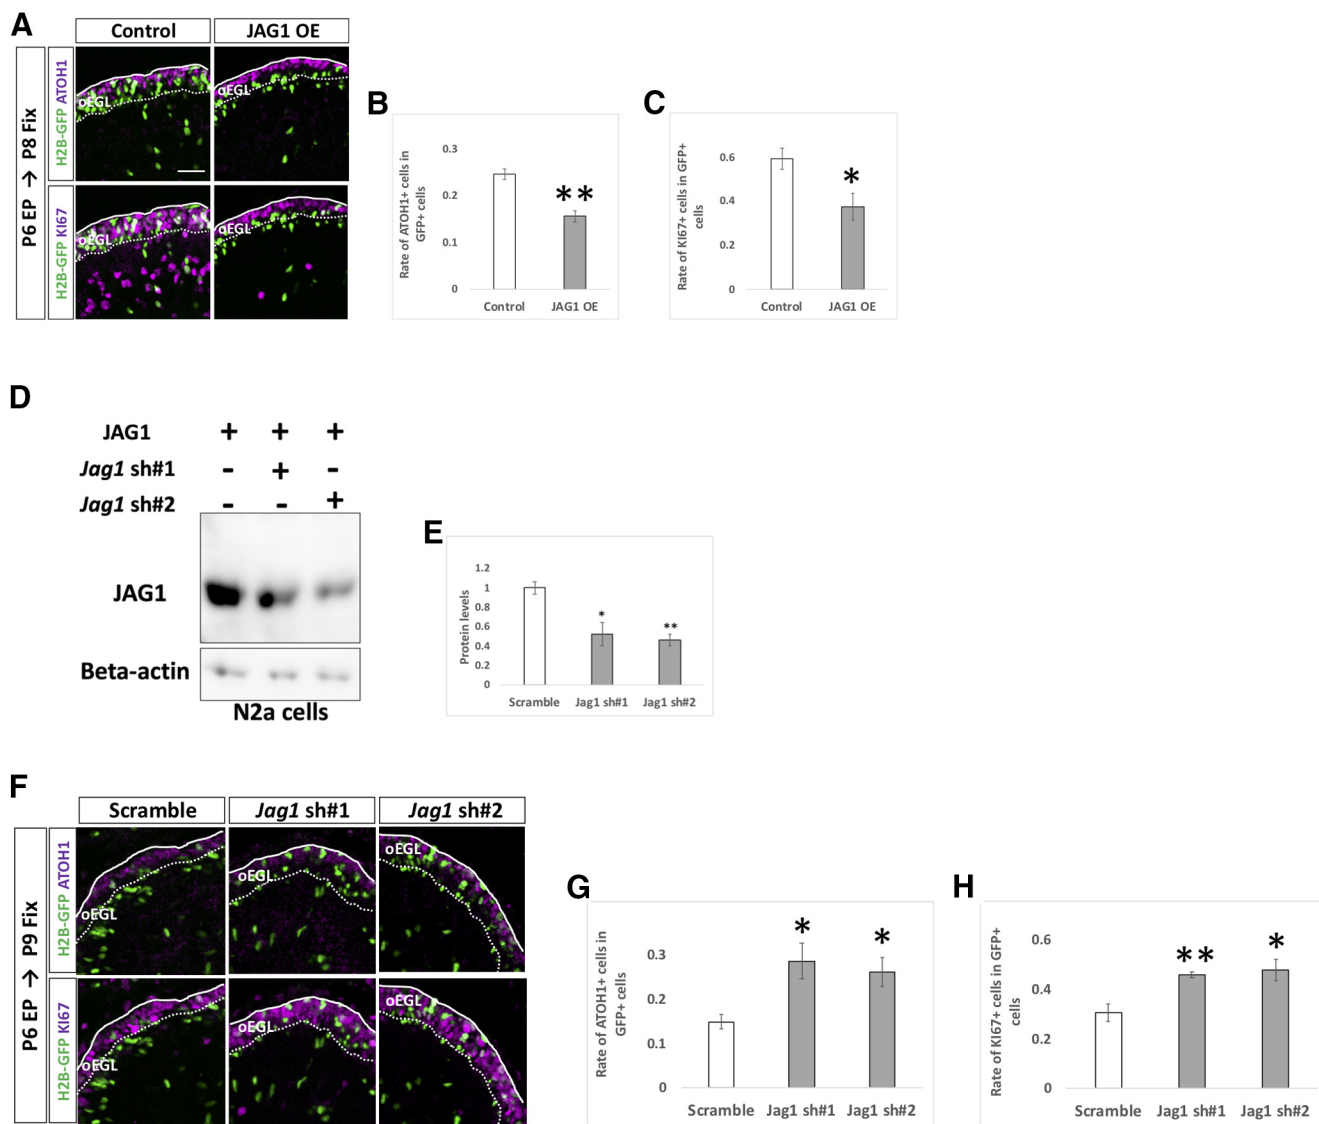 A
Control
JAG1 OE
P6 EP → P8 Fix
H2B-GFP ATOH1
oEGL
oEGL
H2B-GFP KI67
oEGL
oEGL
B
Rate of ATOH1+ cells in
GFP+ cells
0.3
0.2
0.1
0
**
Control
JAG1 OE
C
Rate of KI67+ cells in GFP+
cells
0.6
0.4
0.2
0
*
Control
JAG1 OE
D
JAG1 + + +
Jag1 sh#1 - + -
Jag1 sh#2 - - +
JAG1
Beta-actin
N2a cells
E
Protein levels
1.2
1
0.8
0.6
0.4
0.2
0
*
**
Scramble
Jag1 sh#1
Jag1 sh#2
F
Scramble
Jag1 sh#1
Jag1 sh#2
P6 EP → P9 Fix
H2B-GFP ATOH1
oEGL
oEGL
oEGL
H2B-GFP KI67
oEGL
oEGL
oEGL
G
Rate of ATOH1+ cells in
GFP+ cells
0.3
0.2
0.1
0
*
*
Scramble
Jag1 sh#1
Jag1 sh#2
H
Rate of KI67+ cells in GFP+
cells
0.6
0.4
0.2
0
**
*
Scramble
Jag1 sh#1
Jag1 sh#2